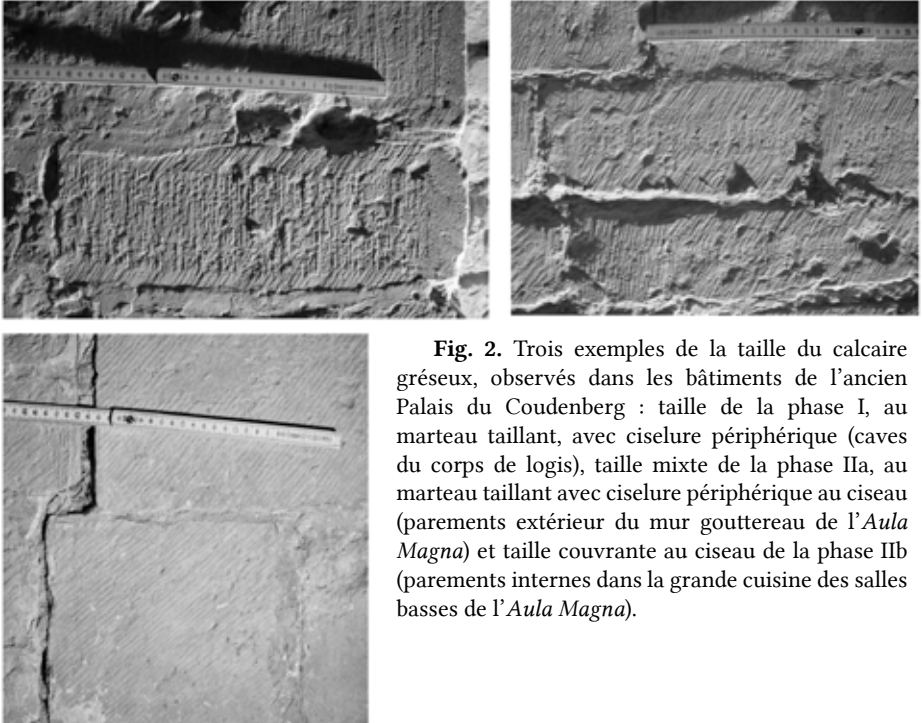 Fig. 2. Trois exemples de la taille du calcaire
gréseux, observés dans les bâtiments de l'ancien
Palais du Coudenberg : taille de la phase I, au
marteau taillant, avec ciselure périphérique (caves
du corps de logis), taille mixte de la phase IIa, au
marteau taillant avec ciselure périphérique au ciseau
(parements extérieur du mur gouttereau de l'Aula
Magna) et taille couvrante au ciseau de la phase IIb
(parements internes dans la grande cuisine des salles
basses de l'Aula Magna).